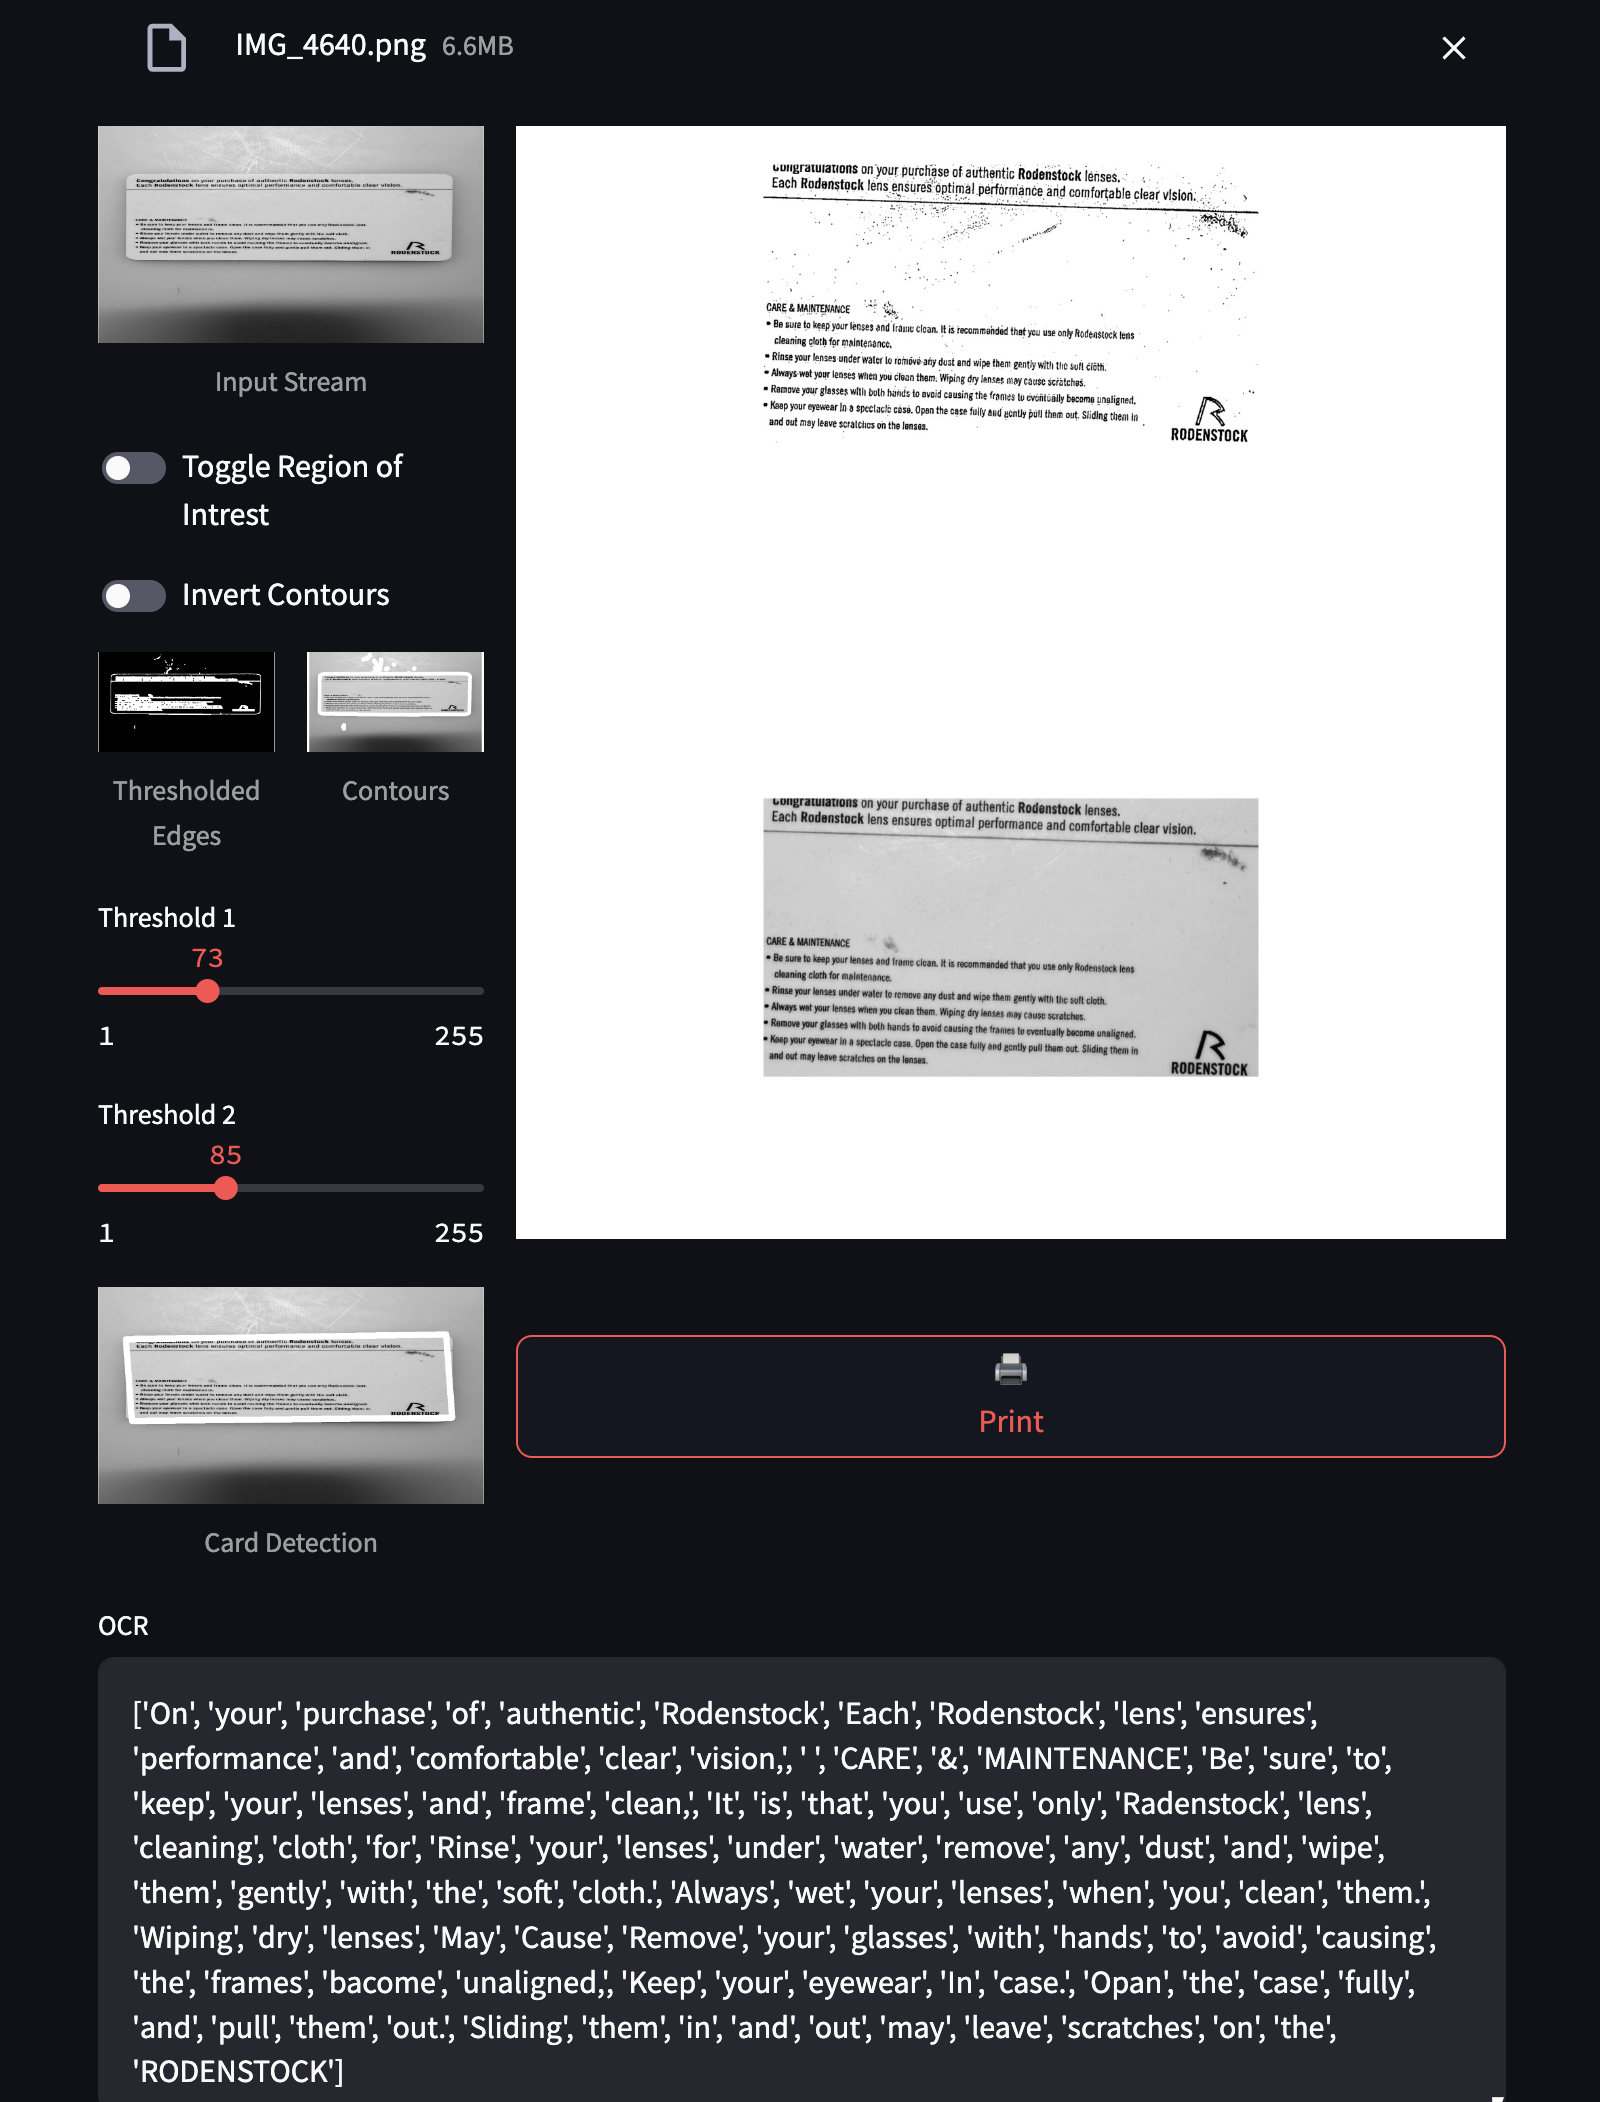 IMG_4640.png 6.6MB
Congratulations on your purchase of authentic Rodenstock lenses.
Each Rodenstock lens ensures optimal performance and comfortable clear vision.
CARE & MAINTENANCE
• Be sure to keep your lenses and frame clean. It is recommended that you use only Rodenstock lens
cleaning cloth for maintenance.
• Rinse your lenses under water to remove any dust and wipe them gently with the soft cloth.
• Always wet your lenses when you clean them. Wiping dry lenses may cause scratches.
• Remove your glasses with both hands to avoid causing the frames to eventually become unaligned.
• Keep your eyewear in a spectacle case. Open the case fully and gently pull them out. Sliding them in
and out may leave scratches on the lenses.
RODENSTOCK
Input Stream
Toggle Region of
Intrest
Invert Contours
Thresholded
Edges
Contours
Threshold 1
73
1 255
Threshold 2
85
1 255
Congratulations on your purchase of authentic Rodenstock lenses.
Each Rodenstock lens ensures optimal performance and comfortable clear vision.
CARE & MAINTENANCE
• Be sure to keep your lenses and frame clean. It is recommended that you use only Rodenstock lens
cleaning cloth for maintenance.
• Rinse your lenses under water to remove any dust and wipe them gently with the soft cloth.
• Always wet your lenses when you clean them. Wiping dry lenses may cause scratches.
• Remove your glasses with both hands to avoid causing the frames to eventually become unaligned.
• Keep your eyewear in a spectacle case. Open the case fully and gently pull them out. Sliding them in
and out may leave scratches on the lenses.
RODENSTOCK
Card Detection
Print
OCR
['On', 'your', 'purchase', 'of', 'authentic', 'Rodenstock', 'Each', 'Rodenstock', 'lens', 'ensures',
'performance', 'and', 'comfortable', 'clear', 'vision,', ' ', 'CARE', '&', 'MAINTENANCE', 'Be', 'sure', 'to',
'keep', 'your', 'lenses', 'and', 'frame', 'clean,', 'It', 'is', 'that', 'you', 'use', 'only', 'Radenstock', 'lens',
'cleaning', 'cloth', 'for', 'Rinse', 'your', 'lenses', 'under', 'water', 'remove', 'any', 'dust', 'and', 'wipe',
'them', 'gently', 'with', 'the', 'soft', 'cloth.', 'Always', 'wet', 'your', 'lenses', 'when', 'you', 'clean', 'them.',
'Wiping', 'dry', 'lenses', 'May', 'Cause', 'Remove', 'your', 'glasses', 'with', 'hands', 'to', 'avoid', 'causing',
'the', 'frames', 'bacome', 'unaligned,', 'Keep', 'your', 'eyewear', 'In', 'case.', 'Opan', 'the', 'case', 'fully',
'and', 'pull', 'them', 'out.', 'Sliding', 'them', 'in', 'and', 'out', 'may', 'leave', 'scratches', 'on', 'the',
'RODENSTOCK']